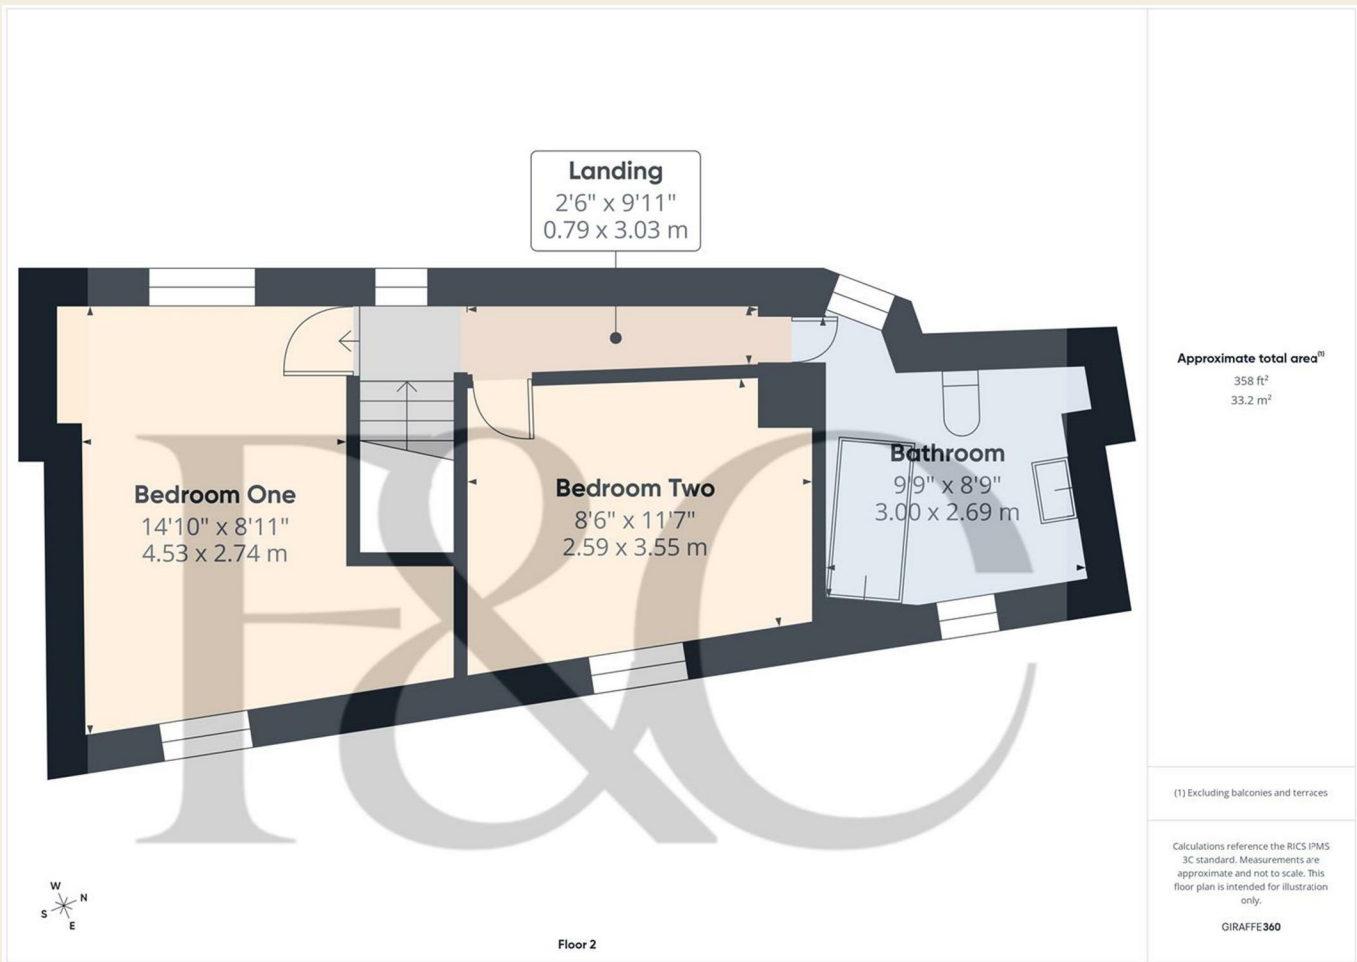 Landing
2'6" x 9'11"
0.79 x 3.03 m
Bedroom One
14'10" x 8'11"
4.53 x 2.74 m
Bedroom Two
8'6" x 11'7"
2.59 x 3.55 m
Bathroom
9'9" x 8'9"
3.00 x 2.69 m
F&C
Approximate total area(1)
358 ft²
33.2 m²
(1) Excluding balconies and terraces
Calculations reference the RICS IPMS
3C standard. Measurements are
approximate and not to scale. This
floor plan is intended for illustration
only.
GIRAFFE360
W
N
S
E
Floor 2